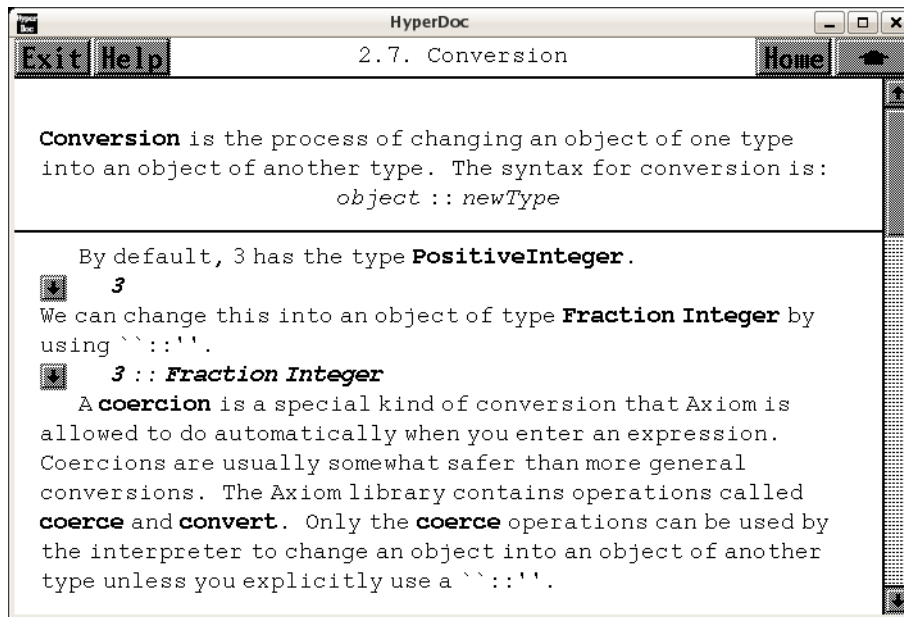 Hyper Doc
HyperDoc
Exit Help 2.7. Conversion Home
Conversion is the process of changing an object of one type
into an object of another type. The syntax for conversion is:
object :: newType
By default, 3 has the type PositiveInteger.
3
We can change this into an object of type Fraction Integer by
using ``::''.
3 :: Fraction Integer
A coercion is a special kind of conversion that Axiom is
allowed to do automatically when you enter an expression.
Coercions are usually somewhat safer than more general
conversions. The Axiom library contains operations called
coerce and convert. Only the coerce operations can be used by
the interpreter to change an object into an object of another
type unless you explicitly use a ``::''.